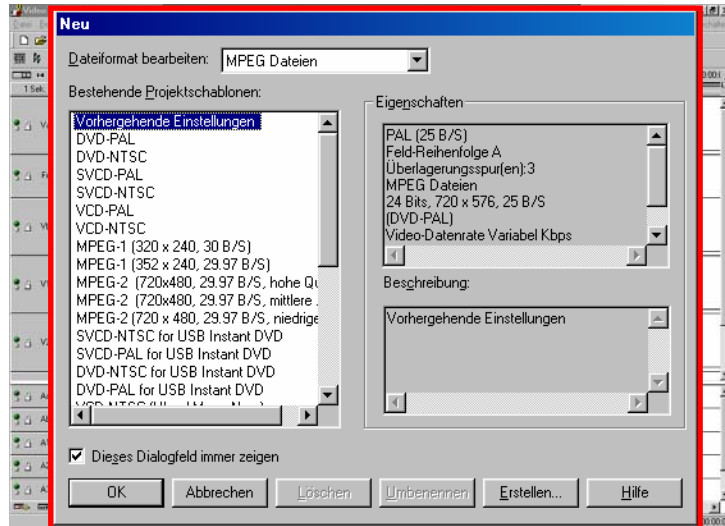 Neu
Dateiformat bearbeiten: MPEG Dateien
Bestehende Projektschablonen:
Vorhergehende Einstellungen
DVD-PAL
DVD-NTSC
SVCD-PAL
SVCD-NTSC
VCD-PAL
VCD-NTSC
MPEG-1 (320 x 240, 30 B/S)
MPEG-1 (352 x 240, 29.97 B/S)
MPEG-2 (720x480, 29.97 B/S, hohe Qu
MPEG-2 (720x480, 29.97 B/S, mittlere
MPEG-2 (720 x 480, 29.97 B/S, niedrige
SVCD-NTSC for USB Instant DVD
SVCD-PAL for USB Instant DVD
DVD-NTSC for USB Instant DVD
DVD-PAL for USB Instant DVD
Eigenschaften
PAL (25 B/S)
Feld-Reihenfolge A
Überlagerungsspur(en):3
MPEG Dateien
24 Bits, 720 x 576, 25 B/S
(DVD-PAL)
Video-Datenrate Variabel Kbps
Beschreibung:
Vorhergehende Einstellungen
Dieses Dialogfeld immer zeigen
OK Abbrechen Löschen Umbenennen Erstellen... Hilfe
1 Sek.